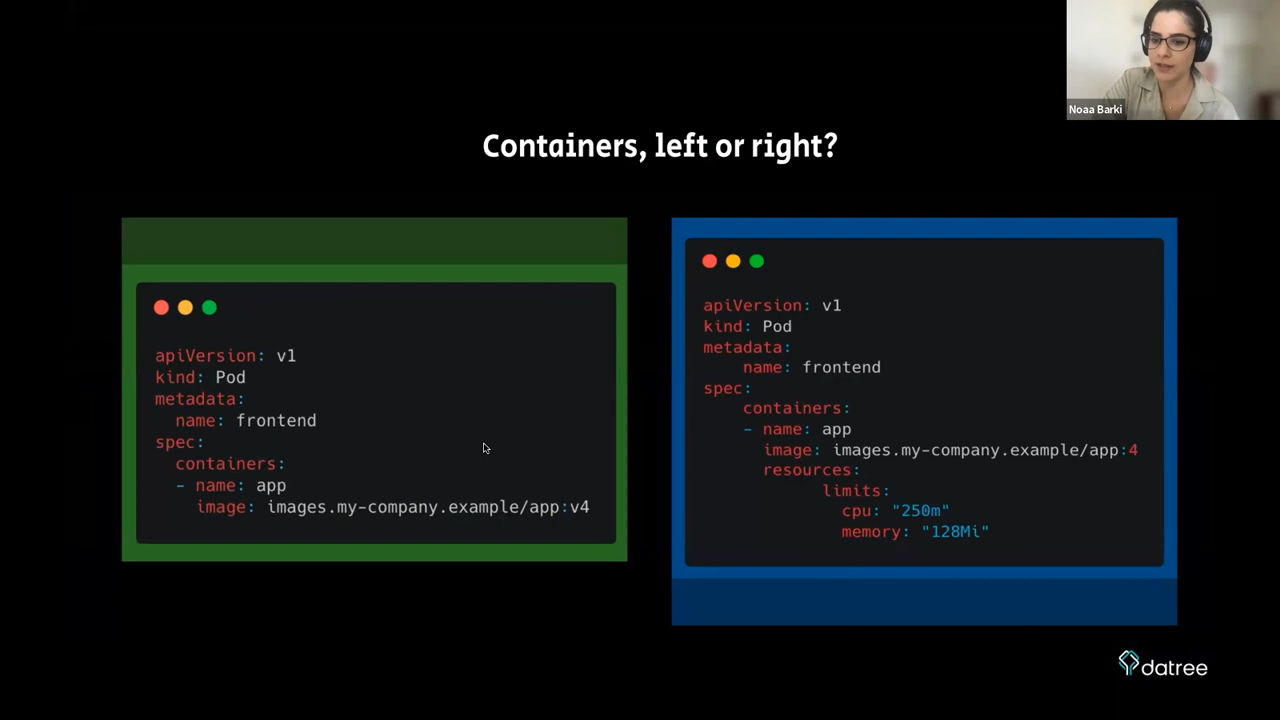 Noaa Barki
Containers, left or right?
apiVersion: v1
kind: Pod
metadata:
  name: frontend
spec:
  containers:
  - name: app
    image: images.my-company.example/app:v4
apiVersion: v1
kind: Pod
metadata:
    name: frontend
spec:
    containers:
    - name: app
      image: images.my-company.example/app:4
      resources:
            limits:
              cpu: "250m"
              memory: "128Mi"
datree